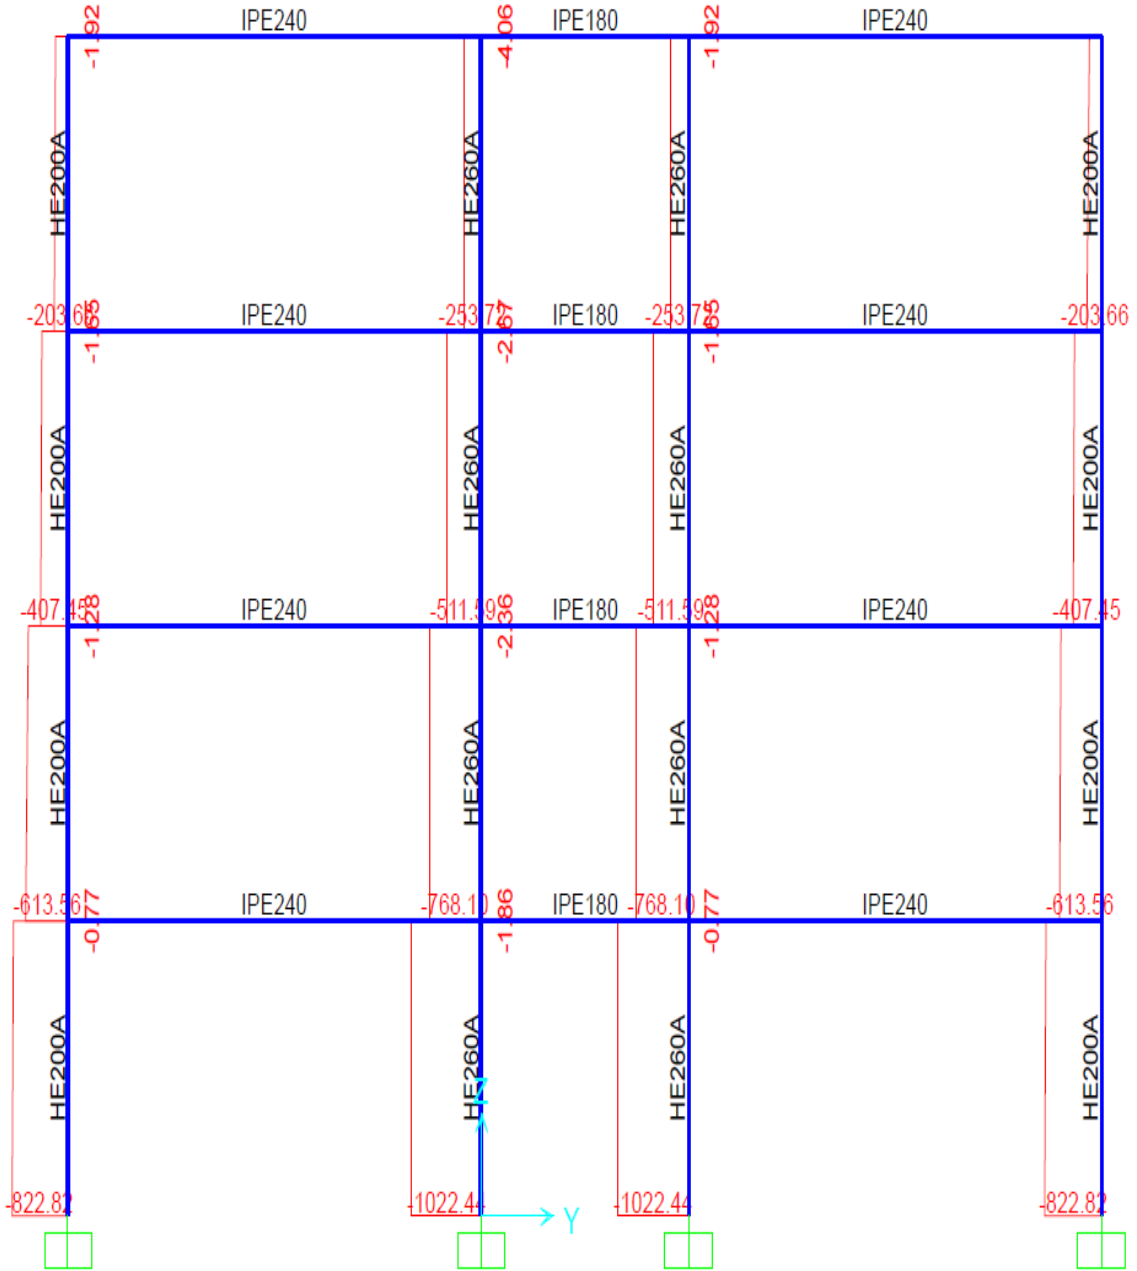 IPE240 IPE180 IPE240
-1.92 -4.06 -1.92
HE200A HE260A HE260A HE200A
-203.66 IPE240 -253.72 IPE180 -253.72 IPE240 -203.66
-1.65 -2.67 -1.65
HE200A HE260A HE260A HE200A
-407.45 IPE240 -511.59 IPE180 -511.59 IPE240 -407.45
-1.28 -2.36 -1.28
HE200A HE260A HE260A HE200A
-613.56 IPE240 -768.10 IPE180 -768.10 IPE240 -613.56
-0.77 -1.86 -0.77
HE200A HE260A HE260A HE200A
Z
-822.82 -1022.44 -1022.44 -822.82
Y